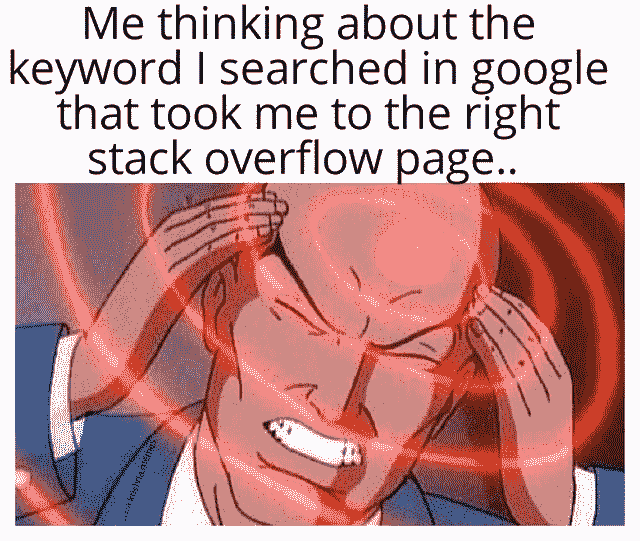 Me thinking about the
keyword I searched in google
that took me to the right
stack overflow page..